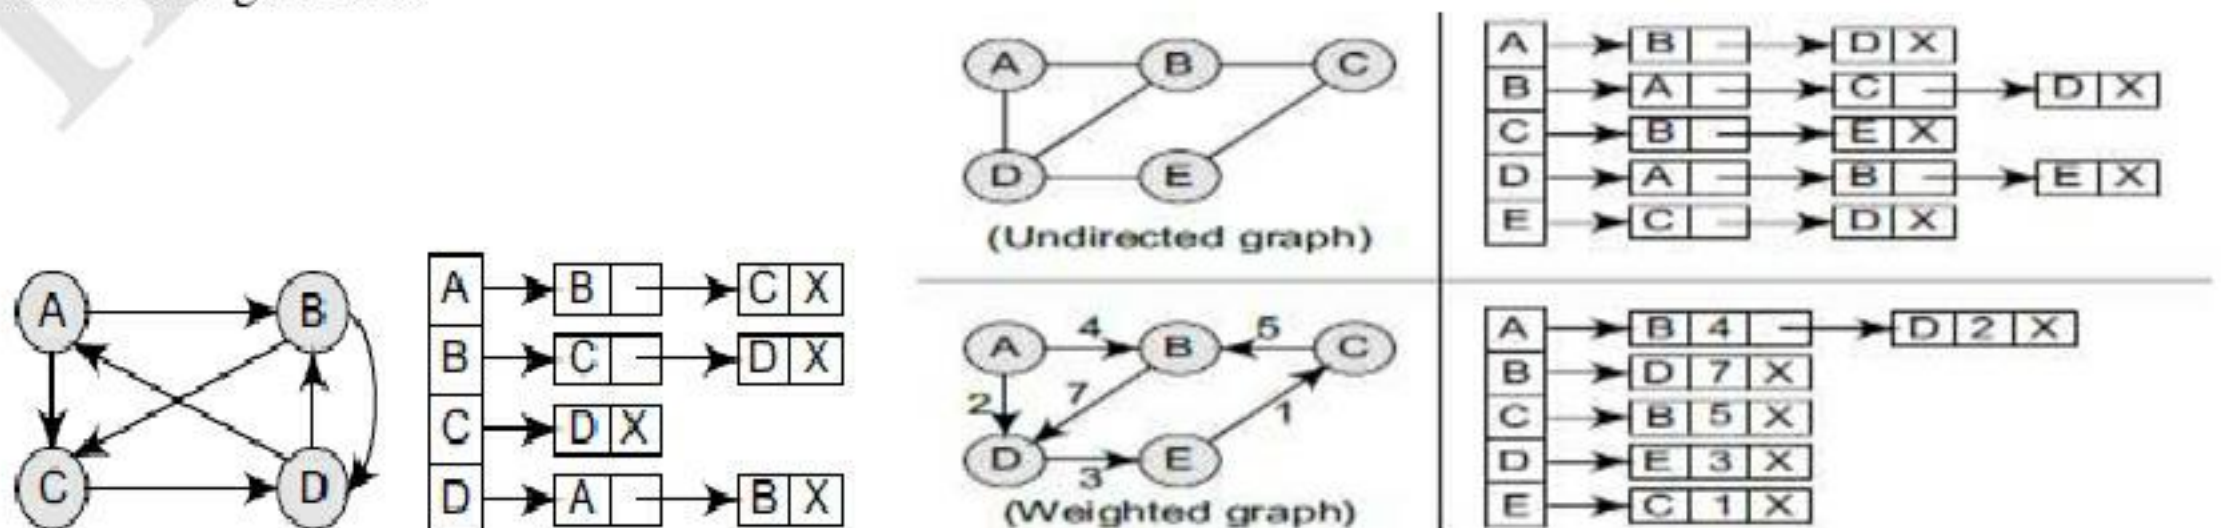 A B
C D
A B C X
B C D X
C D X
D A B X
A B C
D E
(Undirected graph)
A B D X
B A C D X
C B E X
D A B E X
E C D X
A 4 B 5 C
2 7 1
D 3 E
(Weighted graph)
A B 4 D 2 X
B D 7 X
C B 5 X
D E 3 X
E C 1 X